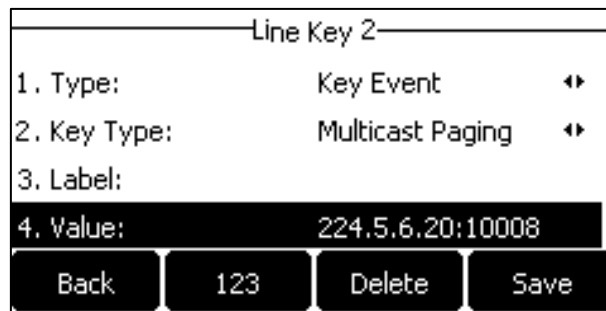 Line Key 2
1. Type: Key Event
2. Key Type: Multicast Paging
3. Label:
4. Value: 224.5.6.20:10008
Back 123 Delete Save